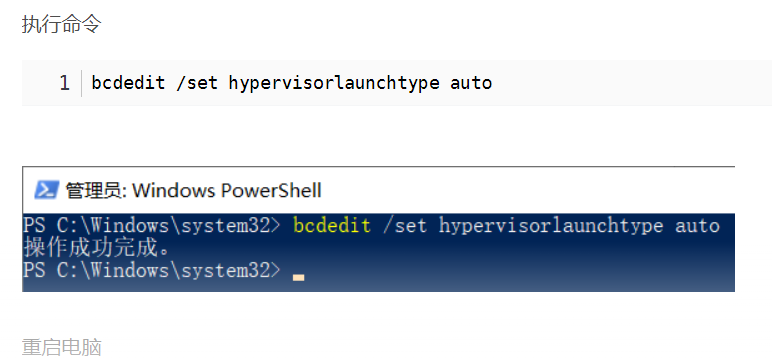 执行命令
1 bcdedit /set hypervisorlaunchtype auto
管理员: Windows PowerShell
PS C:\Windows\system32> bcdedit /set hypervisorlaunchtype auto
操作成功完成。
PS C:\Windows\system32>
重启电脑